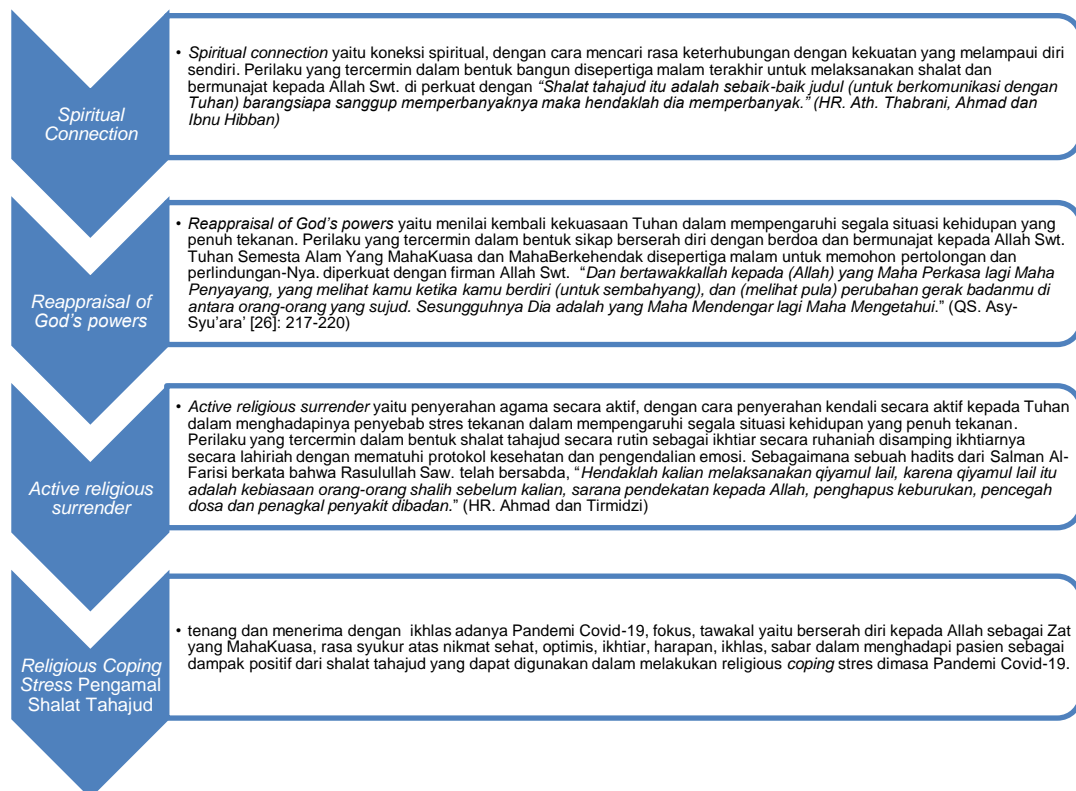 Spiritual
Connection
• Spiritual connection yaitu koneksi spiritual, dengan cara mencari rasa keterhubungan dengan kekuatan yang melampaui diri
sendiri. Perilaku yang tercermin dalam bentuk bangun disepertiga malam terakhir untuk melaksanakan shalat dan
bermunajat kepada Allah Swt. di perkuat dengan “Shalat tahajud itu adalah sebaik-baik judul (untuk berkomunikasi dengan
Tuhan) barangsiapa sanggup memperbanyaknya maka hendaklah dia memperbanyak.” (HR. Ath. Thabrani, Ahmad dan
Ibnu Hibban)
Reappraisal of
God’s powers
• Reappraisal of God’s powers yaitu menilai kembali kekuasaan Tuhan dalam mempengaruhi segala situasi kehidupan yang
penuh tekanan. Perilaku yang tercermin dalam bentuk sikap berserah diri dengan berdoa dan bermunajat kepada Allah Swt.
Tuhan Semesta Alam Yang MahaKuasa dan MahaBerkehendak disepertiga malam untuk memohon pertolongan dan
perlindungan-Nya. diperkuat dengan firman Allah Swt. “Dan bertawakkallah kepada (Allah) yang Maha Perkasa lagi Maha
Penyayang, yang melihat kamu ketika kamu berdiri (untuk sembahyang), dan (melihat pula) perubahan gerak badanmu di
antara orang-orang yang sujud. Sesungguhnya Dia adalah yang Maha Mendengar lagi Maha Mengetahui.” (QS. Asy-
Syu’ara’ [26]: 217-220)
Active religious
surrender
• Active religious surrender yaitu penyerahan agama secara aktif, dengan cara penyerahan kendali secara aktif kepada Tuhan
dalam menghadapinya penyebab stres tekanan dalam mempengaruhi segala situasi kehidupan yang penuh tekanan.
Perilaku yang tercermin dalam bentuk shalat tahajud secara rutin sebagai ikhtiar secara ruhaniah disamping ikhtiarnya
secara lahiriah dengan mematuhi protokol kesehatan dan pengendalian emosi. Sebagaimana sebuah hadits dari Salman Al-
Farisi berkata bahwa Rasulullah Saw. telah bersabda, “Hendaklah kalian melaksanakan qiyamul lail, karena qiyamul lail itu
adalah kebiasaan orang-orang shalih sebelum kalian, sarana pendekatan kepada Allah, penghapus keburukan, pencegah
dosa dan penagkal penyakit dibadan.” (HR. Ahmad dan Tirmidzi)
Religious Coping
Stress Pengamal
Shalat Tahajud
• tenang dan menerima dengan ikhlas adanya Pandemi Covid-19, fokus, tawakal yaitu berserah diri kepada Allah sebagai Zat
yang MahaKuasa, rasa syukur atas nikmat sehat, optimis, ikhtiar, harapan, ikhlas, sabar dalam menghadapi pasien sebagai
dampak positif dari shalat tahajud yang dapat digunakan dalam melakukan religious coping stres dimasa Pandemi Covid-19.